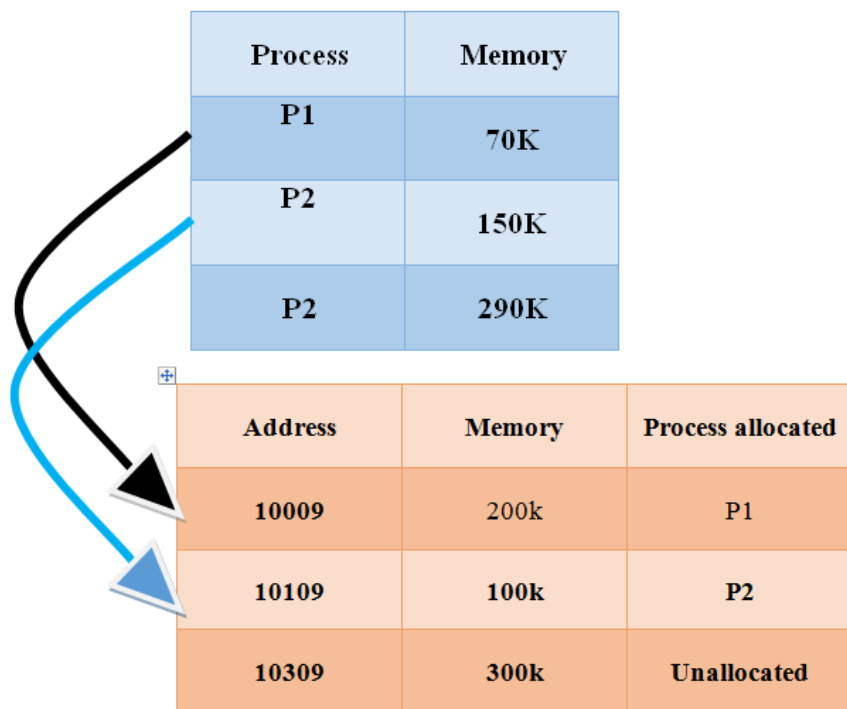 Process Memory
P1 70K
P2 150K
P2 290K
Address Memory Process allocated
10009 200k P1
10109 100k P2
10309 300k Unallocated